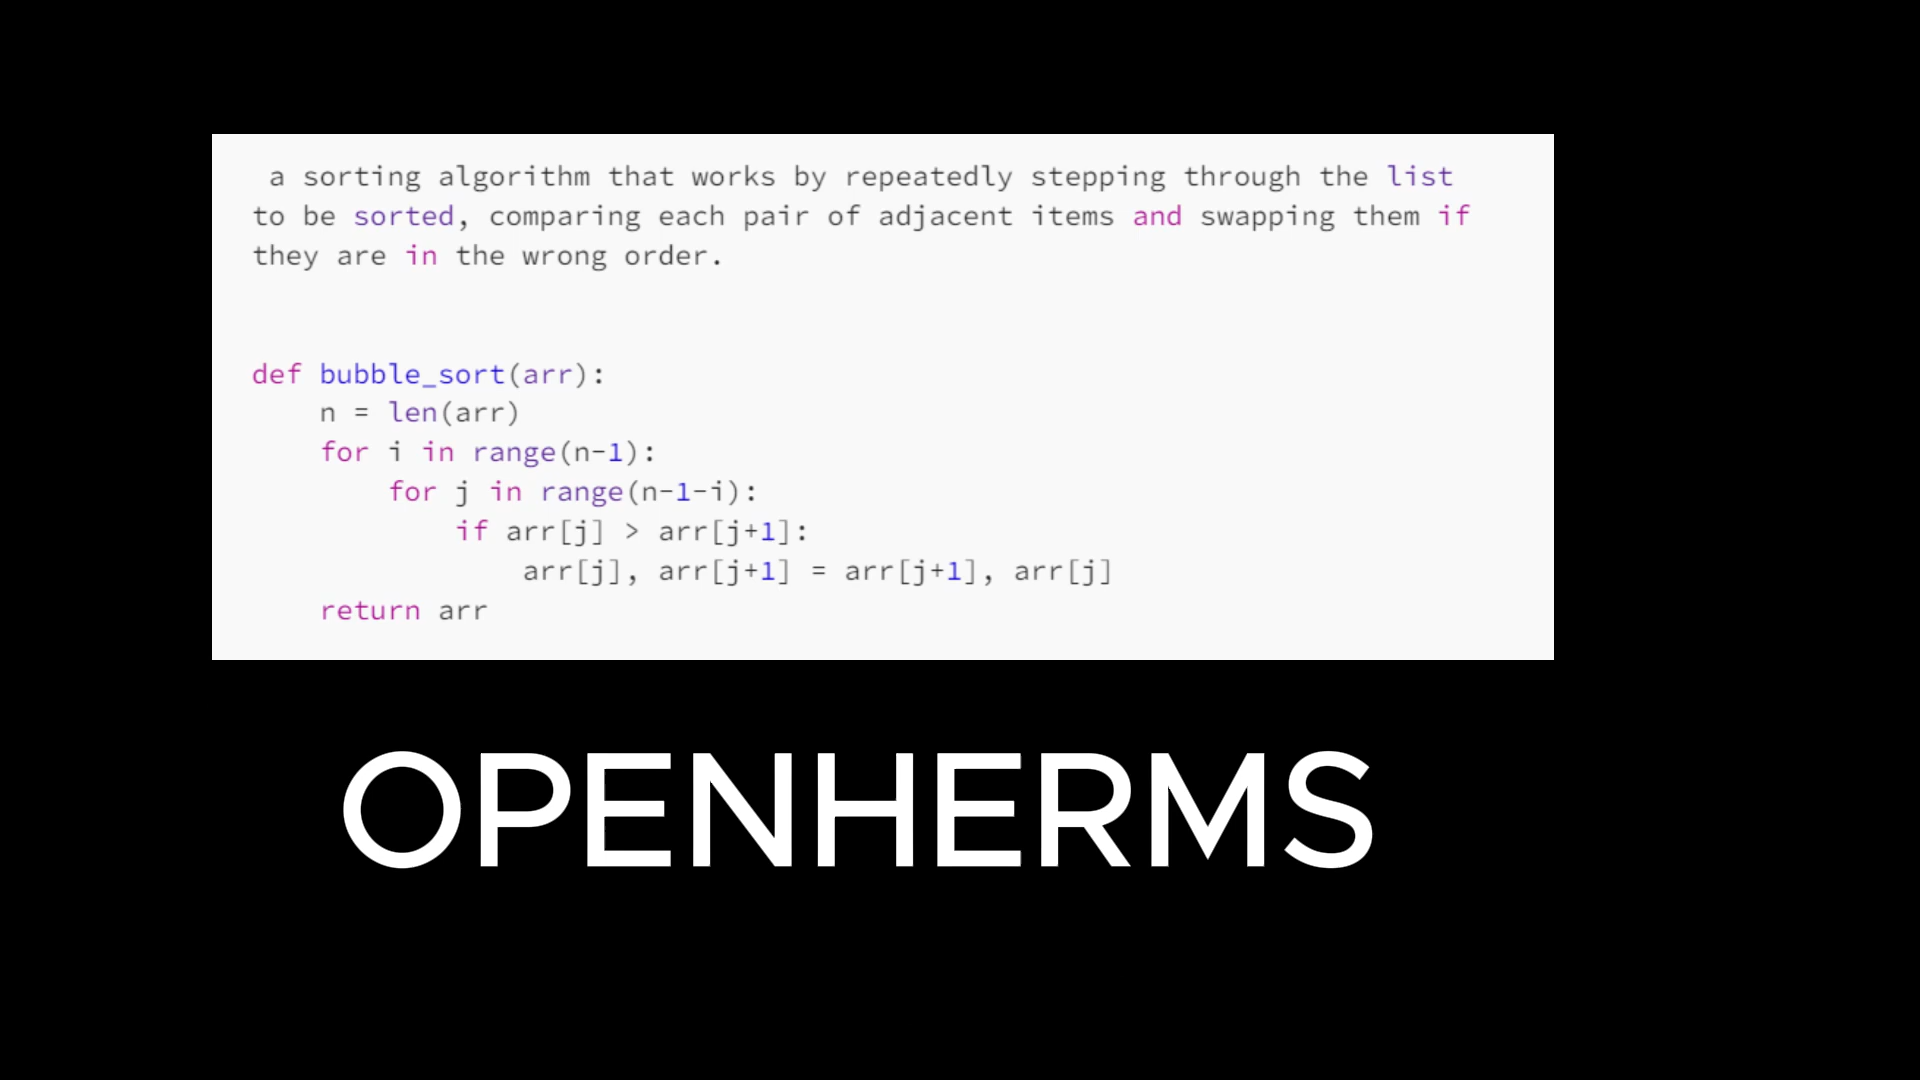 a sorting algorithm that works by repeatedly stepping through the list
to be sorted, comparing each pair of adjacent items and swapping them if
they are in the wrong order.
def bubble_sort(arr):
    n = len(arr)
    for i in range(n-1):
        for j in range(n-1-i):
            if arr[j] > arr[j+1]:
                arr[j], arr[j+1] = arr[j+1], arr[j]
    return arr
OPENHERMS